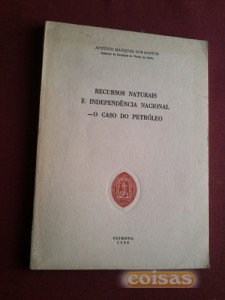 ANTÓNIO MARQUES DOS SANTOS
RECURSOS NATURAIS
E INDEPENDÊNCIA NACIONAL
— O CASO DO PETRÓLEO
COIMBRA
coisas